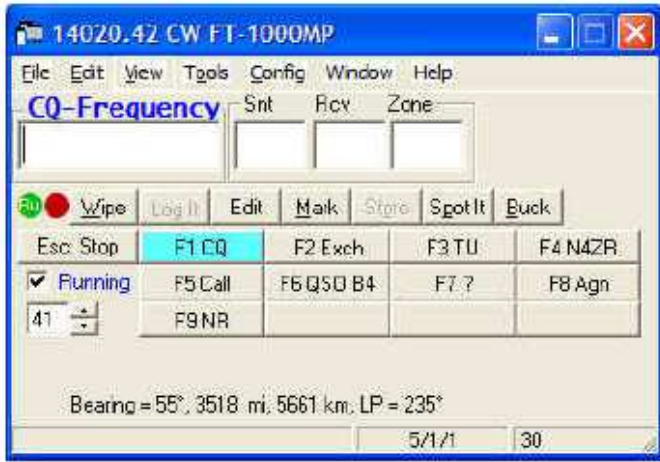 14020.42 CW FT-1000MP
File Edit View Tools Config Window Help
CQ-Frequency Snt Rcv Zone
Ru Wipe Log It Edit Mark Store Spot It Buck
Esc: Stop F1 CQ F2 Exch F3 TU F4 N4ZR
Running F5 Call F6 QSO B4 F7 ? F8 Agn
41 F9 NR
Bearing = 55°, 3518 mi, 5661 km, LP = 235°
5/1/1 30